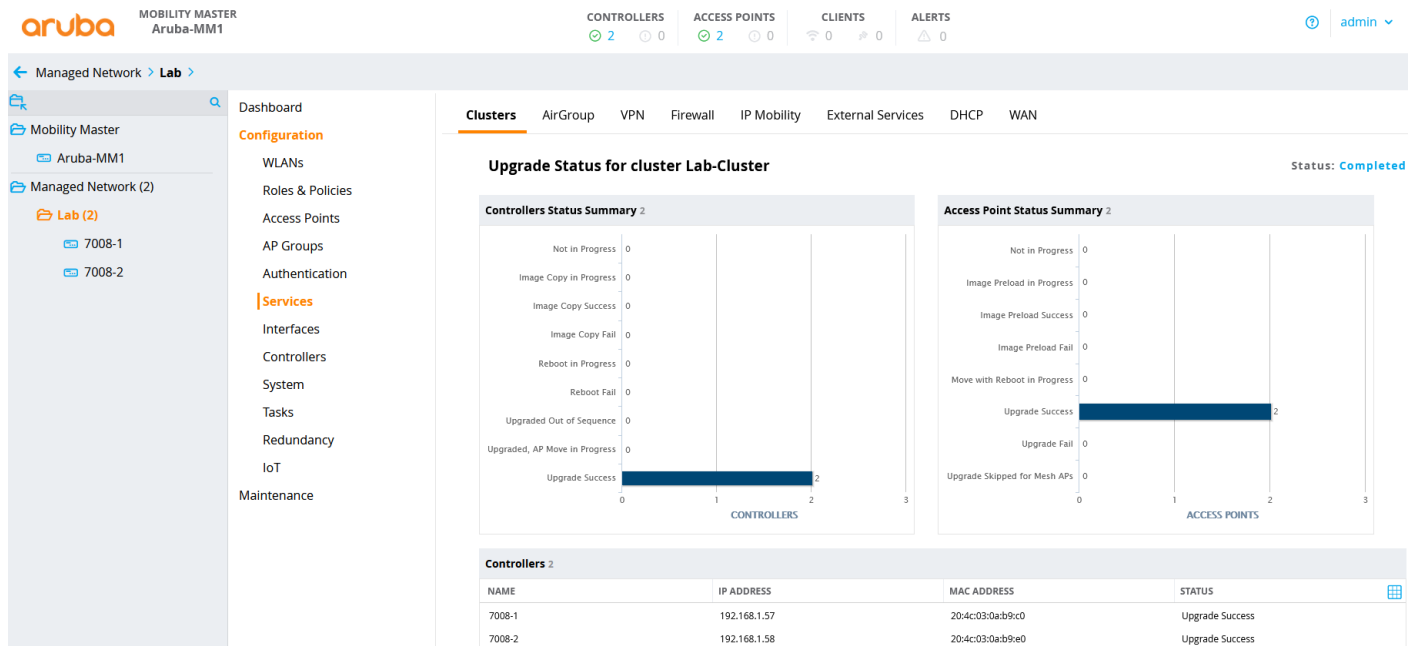 aruba
MOBILITY MASTER
Aruba-MM1
CONTROLLERS
2 0
ACCESS POINTS
2 0
CLIENTS
0 0
ALERTS
0
admin
Managed Network > Lab >
Mobility Master
Aruba-MM1
Managed Network (2)
Lab (2)
7008-1
7008-2
Dashboard
Configuration
WLANs
Roles & Policies
Access Points
AP Groups
Authentication
Services
Interfaces
Controllers
System
Tasks
Redundancy
IoT
Maintenance
Clusters AirGroup VPN Firewall IP Mobility External Services DHCP WAN
Upgrade Status for cluster Lab-Cluster
Status: Completed
Controllers Status Summary 2
Not in Progress 0
Image Copy in Progress 0
Image Copy Success 0
Image Copy Fail 0
Reboot in Progress 0
Reboot Fail 0
Upgraded Out of Sequence 0
Upgraded, AP Move in Progress 0
Upgrade Success 2
0 1 2 3
CONTROLLERS
Access Point Status Summary 2
Not in Progress 0
Image Preload in Progress 0
Image Preload Success 0
Image Preload Fail 0
Move with Reboot in Progress 0
Upgrade Success 2
Upgrade Fail 0
Upgrade Skipped for Mesh APs 0
0 1 2 3
ACCESS POINTS
Controllers 2
NAME IP ADDRESS MAC ADDRESS STATUS
7008-1 192.168.1.57 20:4c:03:0a:b9:c0 Upgrade Success
7008-2 192.168.1.58 20:4c:03:0a:b9:e0 Upgrade Success